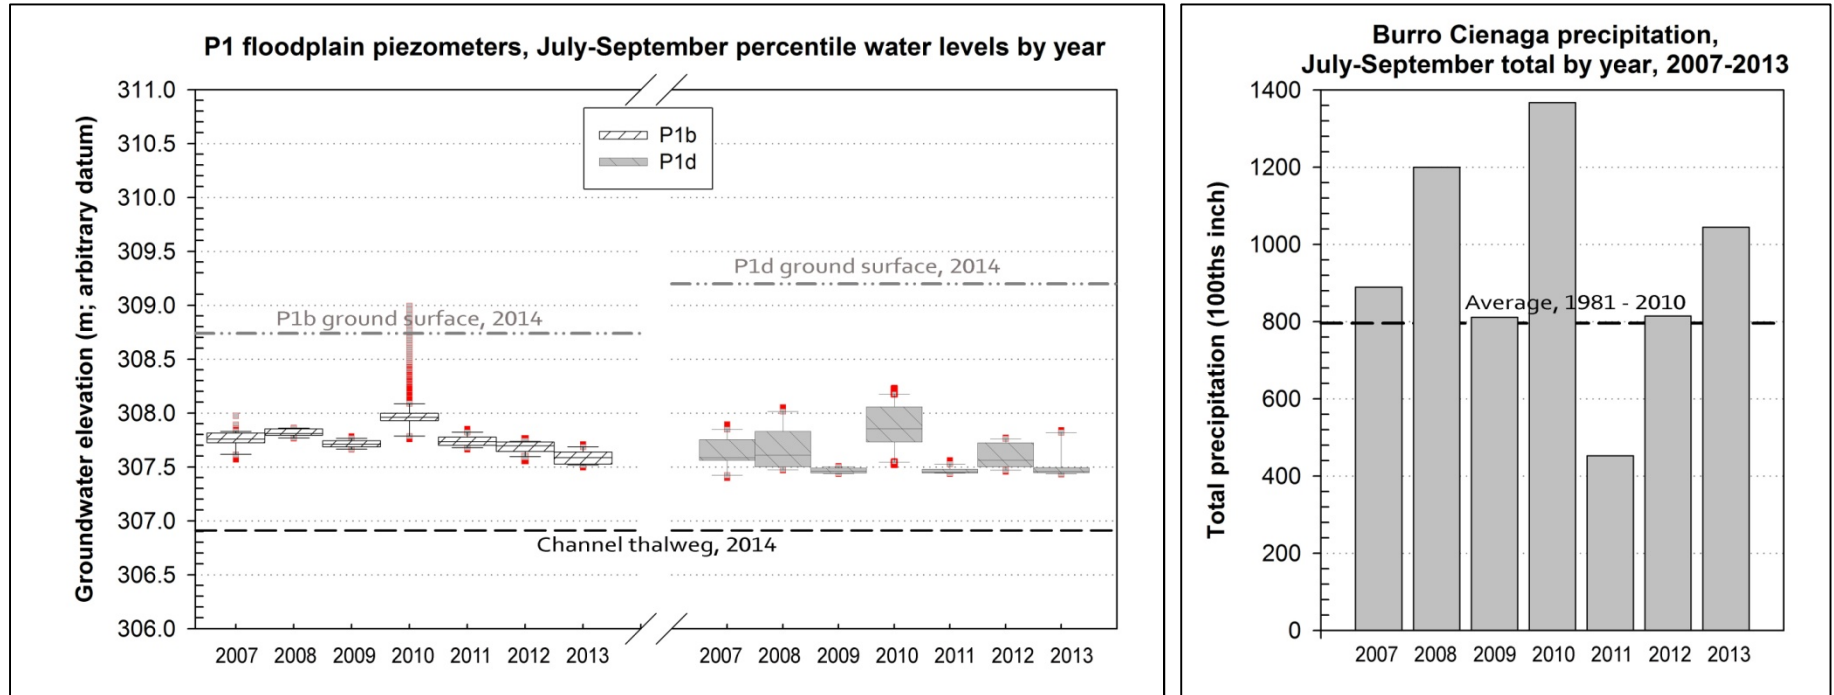 P1 floodplain piezometers, July-September percentile water levels by year
Groundwater elevation (m; arbitrary datum)
311.0
310.5
310.0
309.5
309.0
308.5
308.0
307.5
307.0
306.5
306.0
P1b
P1d
P1d ground surface, 2014
P1b ground surface, 2014
Channel thalweg, 2014
2007 2008 2009 2010 2011 2012 2013
2007 2008 2009 2010 2011 2012 2013
Burro Cienaga precipitation,
July-September total by year, 2007-2013
Total precipitation (100ths inch)
1400
1200
1000
800
600
400
200
0
Average, 1981 - 2010
2007 2008 2009 2010 2011 2012 2013